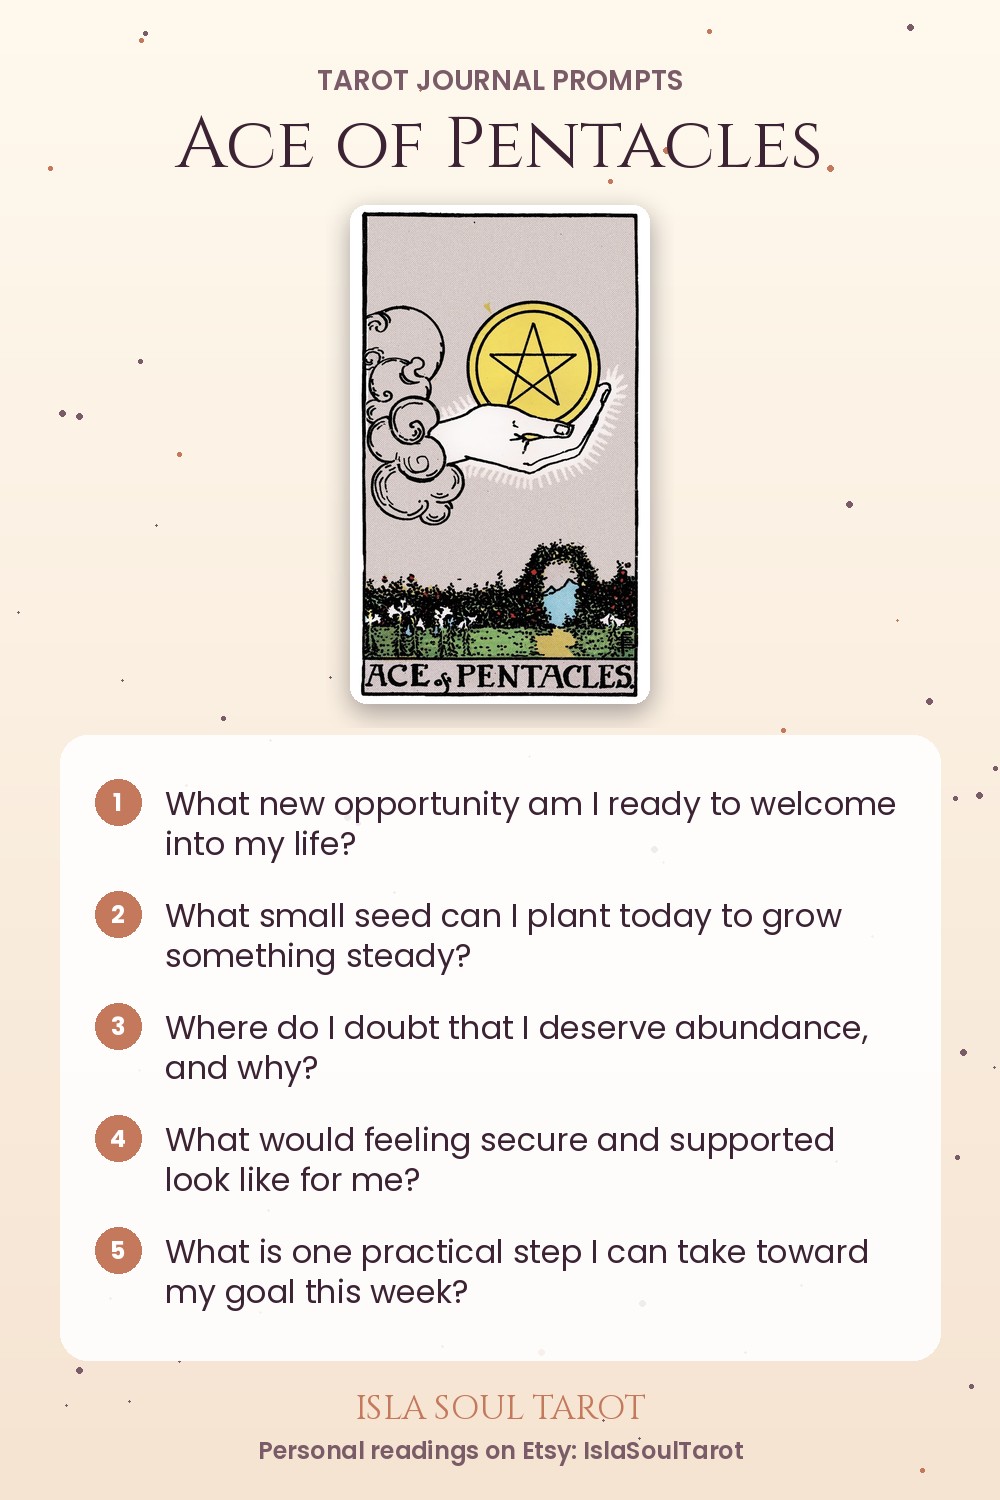 TAROT JOURNAL PROMPTS
ACE OF PENTACLES
ACE of PENTACLES.
1 What new opportunity am I ready to welcome
into my life?
2 What small seed can I plant today to grow
something steady?
3 Where do I doubt that I deserve abundance,
and why?
4 What would feeling secure and supported
look like for me?
5 What is one practical step I can take toward
my goal this week?
ISLA SOUL TAROT
Personal readings on Etsy: IslaSoulTarot